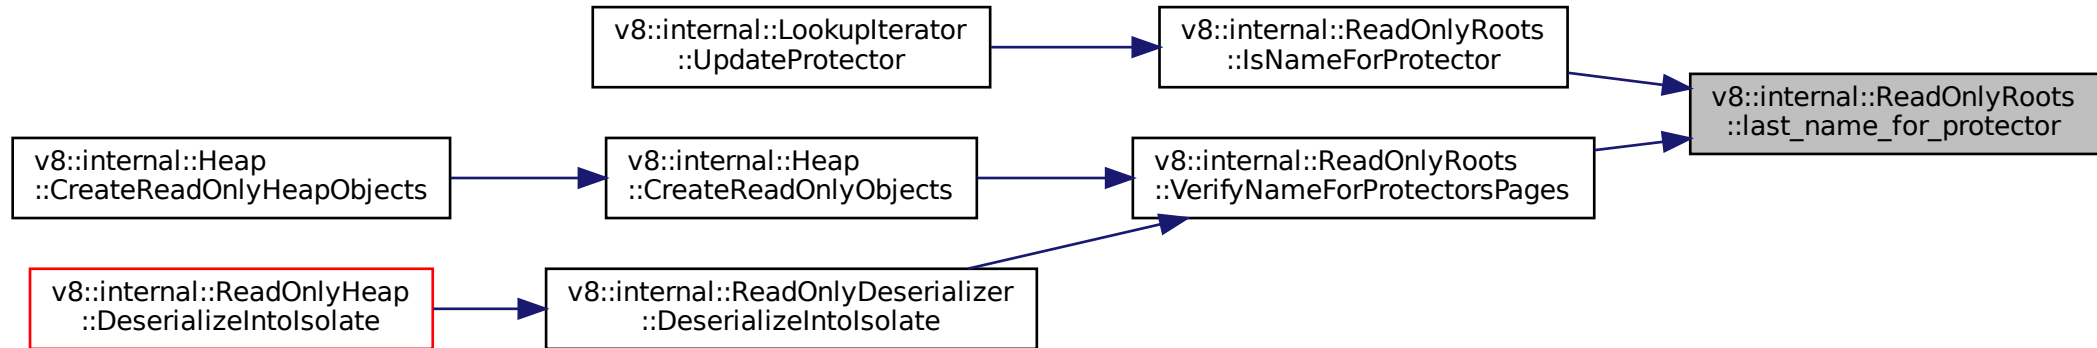 v8::internal::LookupIterator
::UpdateProtector
v8::internal::ReadOnlyRoots
::IsNameForProtector
v8::internal::ReadOnlyRoots
::last_name_for_protector
v8::internal::Heap
::CreateReadOnlyHeapObjects
v8::internal::Heap
::CreateReadOnlyObjects
v8::internal::ReadOnlyRoots
::VerifyNameForProtectorsPages
v8::internal::ReadOnlyHeap
::DeserializeIntoIsolate
v8::internal::ReadOnlyDeserializer
::DeserializeIntoIsolate